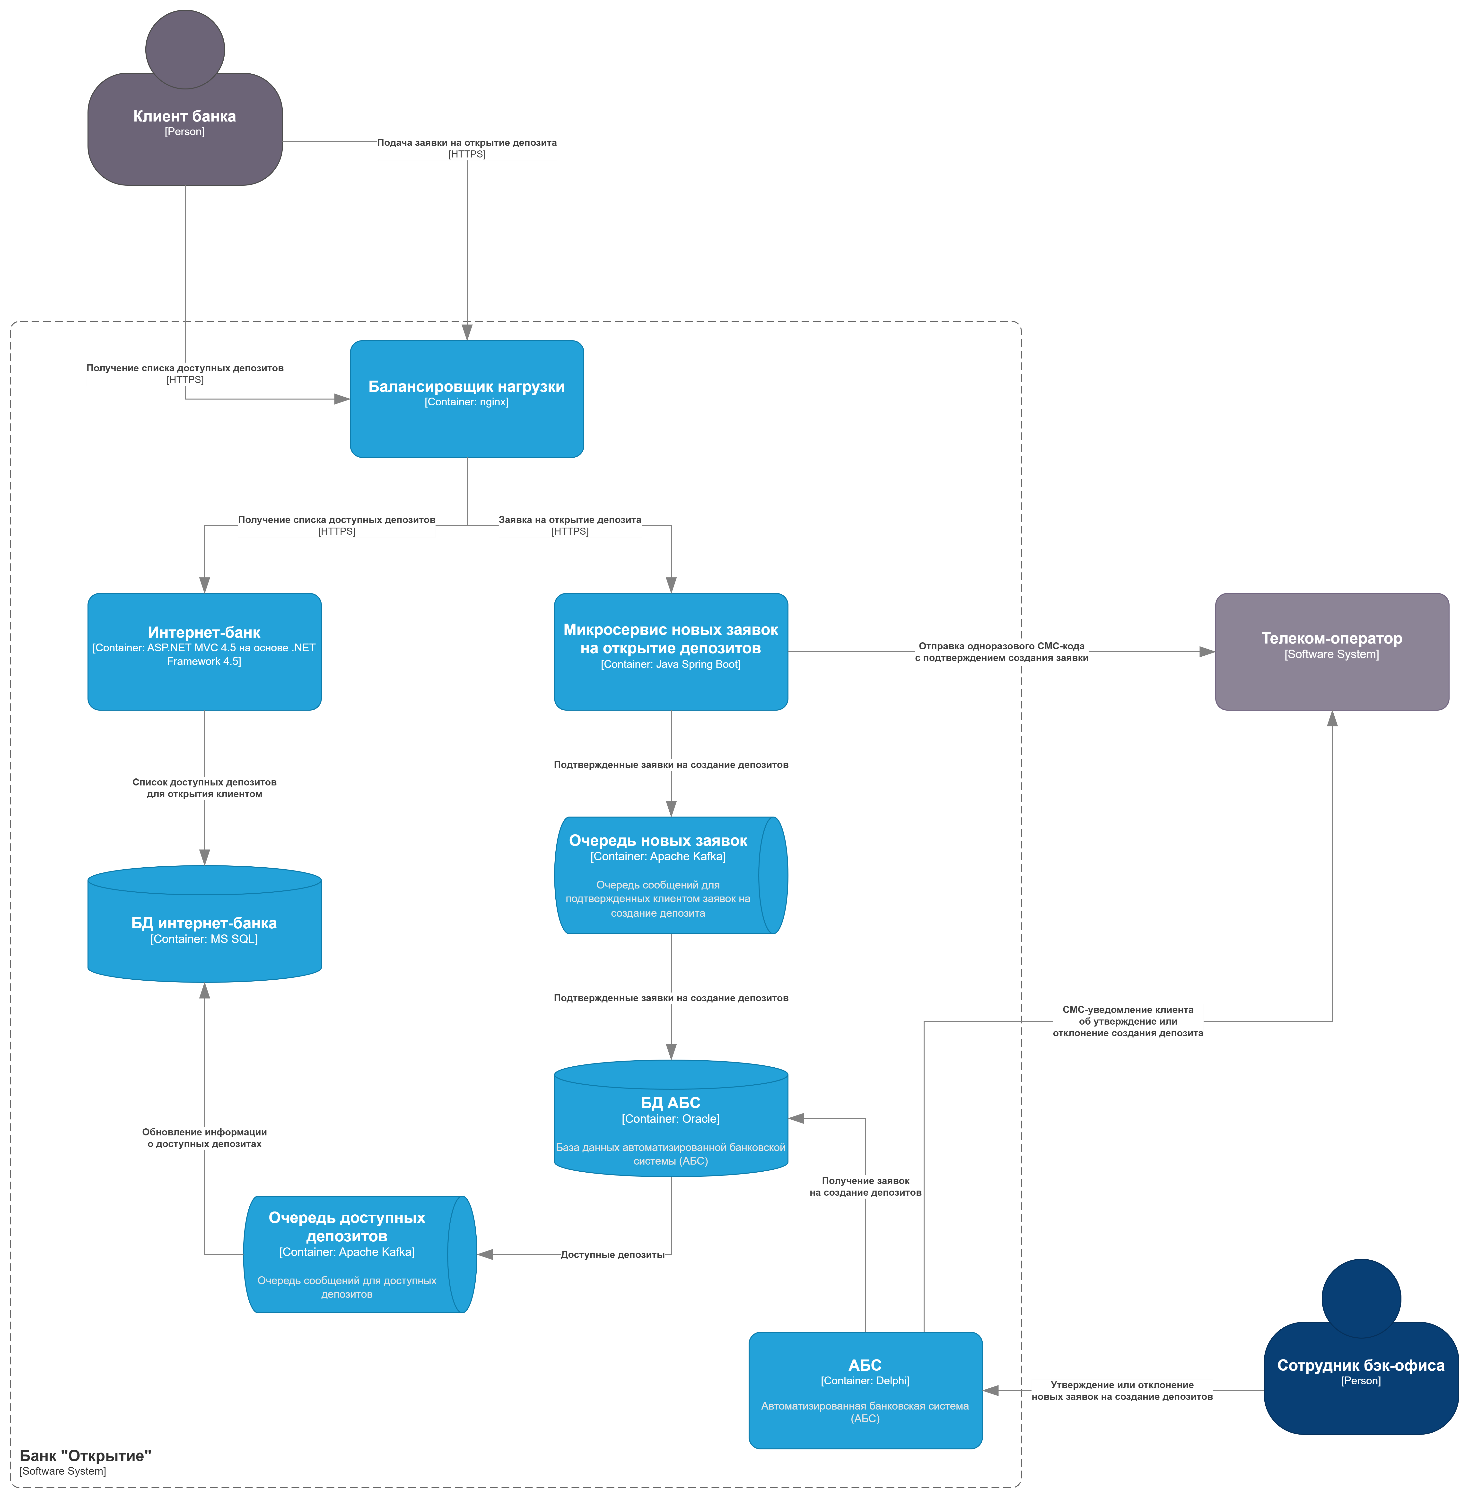 Клиент банка
[Person]
Подача заявки на открытие депозита
[HTTPS]
Получение списка доступных депозитов
[HTTPS]
Балансировщик нагрузки
[Container: nginx]
Получение списка доступных депозитов
[HTTPS]
Заявка на открытие депозита
[HTTPS]
Интернет-банк
[Container: ASP.NET MVC 4.5 на основе .NET
Framework 4.5]
Микросервис новых заявок
на открытие депозитов
[Container: Java Spring Boot]
Отправка одноразового СМС-кода
с подтверждением создания заявки
Телеком-оператор
[Software System]
Список доступных депозитов
для открытия клиентом
Подтвержденные заявки на создание депозитов
Очередь новых заявок
[Container: Apache Kafka]
Очередь сообщений для
подтвержденных клиентом заявок на
создание депозита
БД интернет-банка
[Container: MS SQL]
Подтвержденные заявки на создание депозитов
СМС-уведомление клиента
об утверждение или
отклонение создания депозита
БД АБС
[Container: Oracle]
База данных автоматизированной банковской
системы (АБС)
Обновление информации
о доступных депозитах
Получение заявок
на создание депозитов
Очередь доступных
депозитов
[Container: Apache Kafka]
Очередь сообщений для доступных
депозитов
Доступные депозиты
АБС
[Container: Delphi]
Автоматизированная банковская система
(АБС)
Утверждение или отклонение
новых заявок на создание депозитов
Сотрудник бэк-офиса
[Person]
Банк "Открытие"
[Software System]